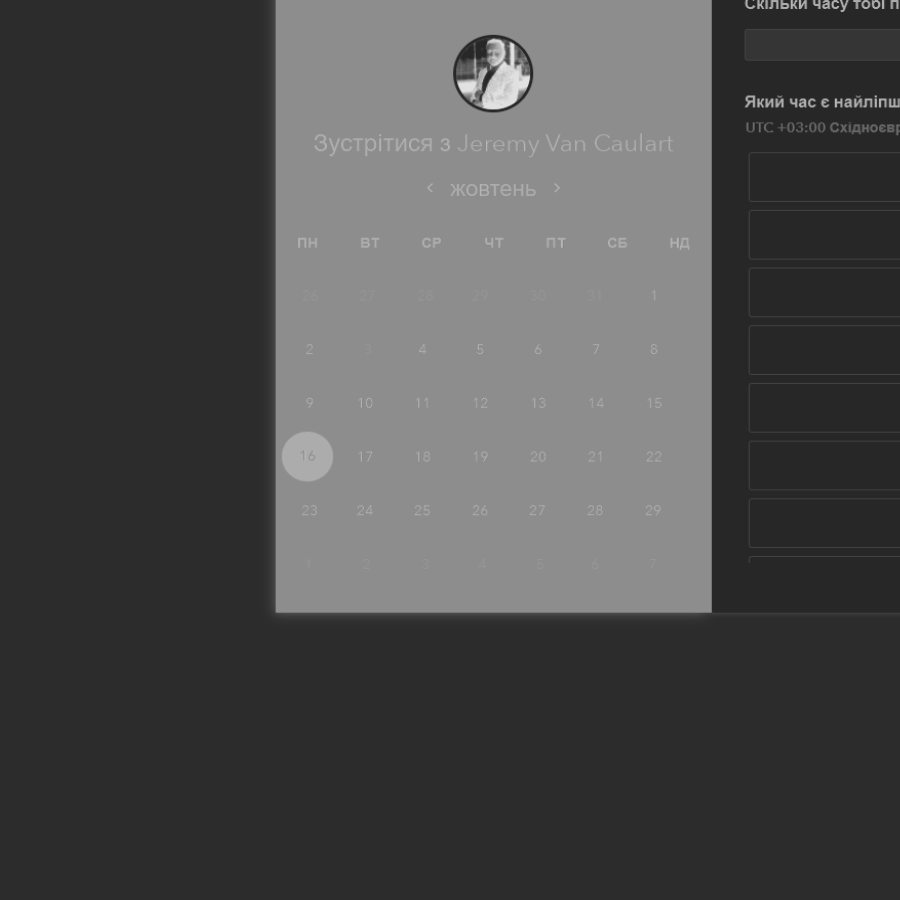 Скільки часу тобі п
Зустрітися з Jeremy Van Caulart
жовтень
ПН ВТ СР ЧТ ПТ СБ НД
26 27 28 29 30 31 1
2 3 4 5 6 7 8
9 10 11 12 13 14 15
16 17 18 19 20 21 22
23 24 25 26 27 28 29
1 2 3 4 5 6 7
Який час є найліпш
UTC +03:00 Східноєвр